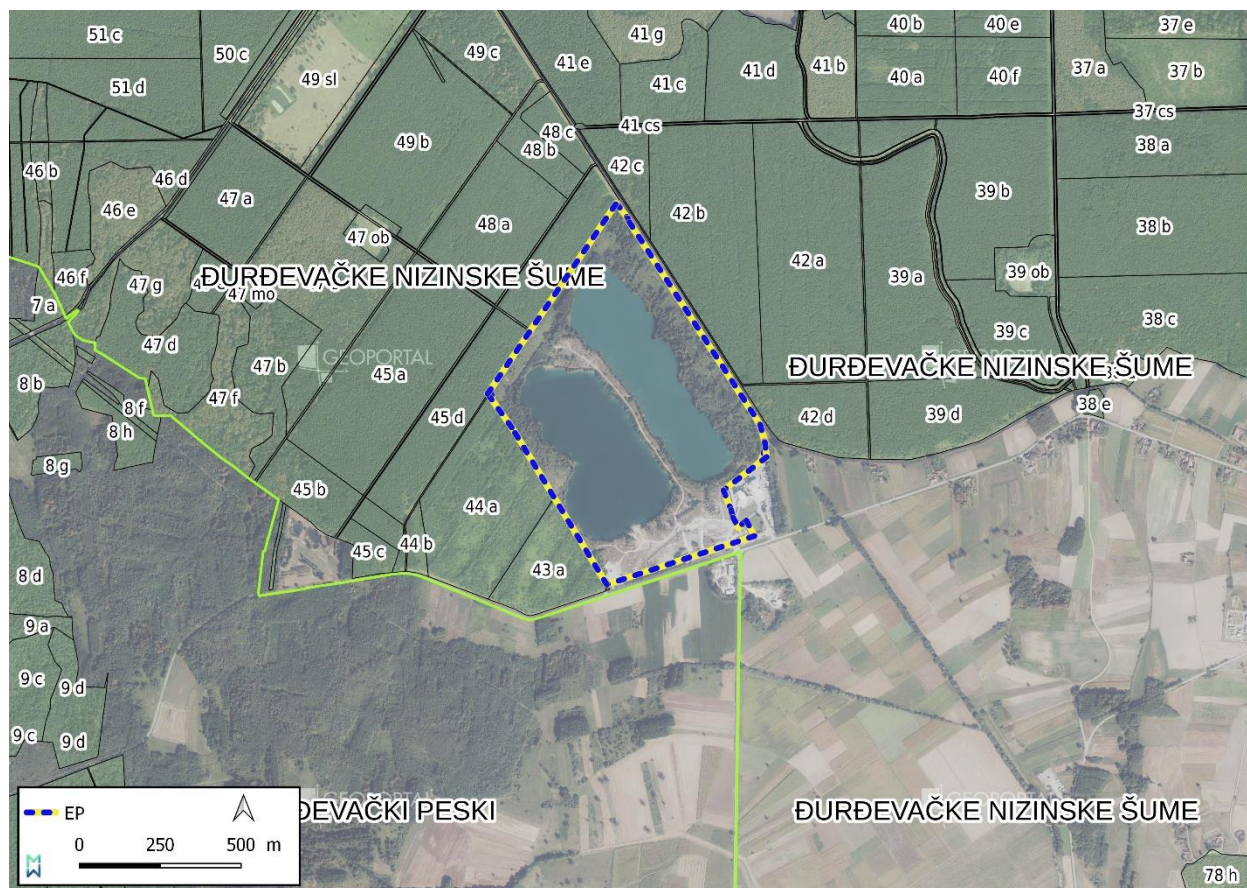 51 c
50 c
49 c
41 g
40 b
40 e
37 e
49 sl
41 e
41 c
41 d
41 b
40 a
40 f
37 a
37 b
51 d
37 cs
49 b
48 c
41 cs
48 b
38 a
46 b
46 d
47 a
42 c
39 b
46 e
42 b
48 a
38 b
47 ob
42 a
39 a
39 ob
46 f
47 g
ĐURĐEVAČKE NIZINSKE ŠUME
47 mo
7 a
39 c
38 c
47 d
47 b
GEOPORTAL
45 a
ĐURĐEVAČKE NIZINSKE ŠUME
8 b
47 f
8 f
45 d
42 d
39 d
38 e
8 h
8 g
45 b
44 a
45 c
44 b
43 a
8 d
9 a
9 c
9 d
9 c
9 d
EP
ĐEVAČKI PESKI
ĐURĐEVAČKE NIZINSKE ŠUME
0 250 500 m
78 h